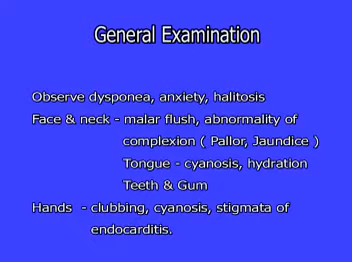 General Examination
Observe dysponea, anxiety, halitosis
Face & neck - malar flush, abnormality of
complexion ( Pallor, Jaundice )
Tongue - cyanosis, hydration
Teeth & Gum
Hands - clubbing, cyanosis, stigmata of
endocarditis.